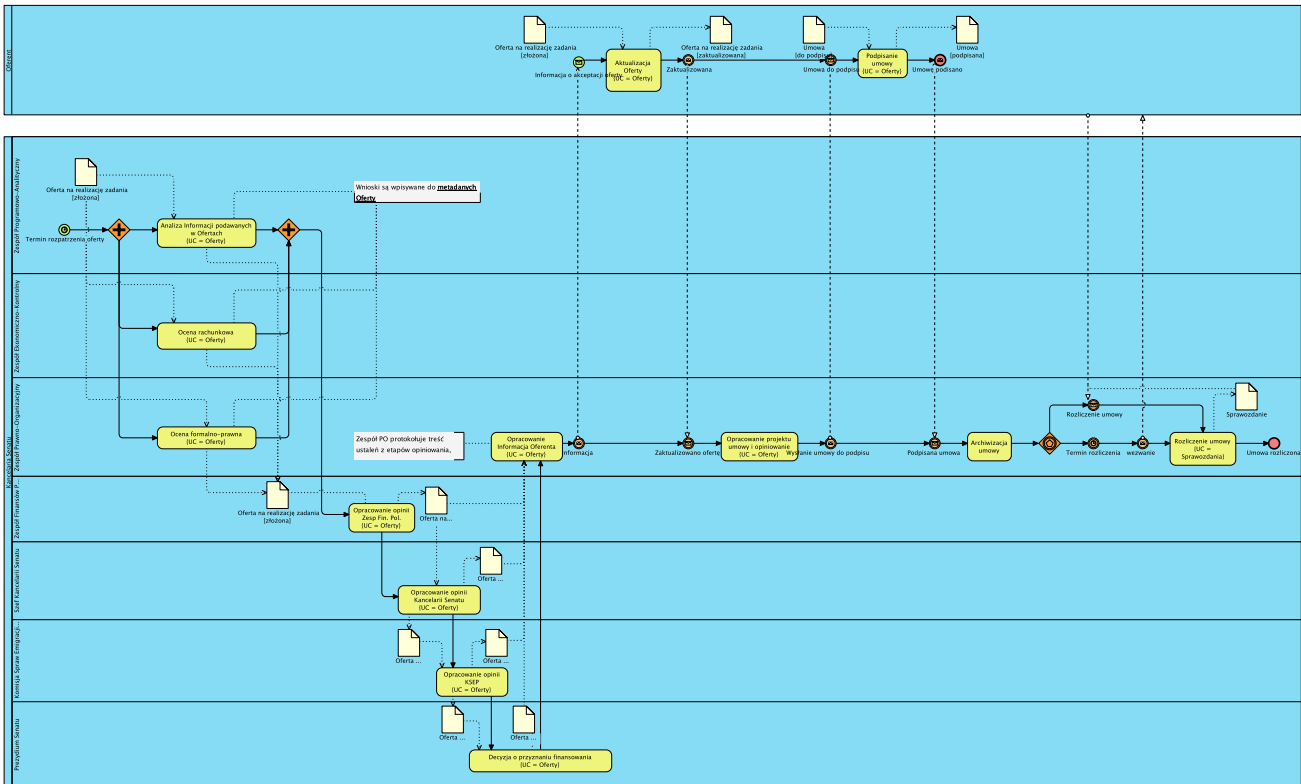 Oferent
Oferta na realizację zadania
[złożona]
Informacja o akceptacji oferty
Aktualizacja
Oferty
(UC = Oferty)
Oferta na realizację zadania
[zaktualizowana]
Zaktualizowana
Umowa
[do podpisu]
Umowa do podpisu
Podpisanie
umowy
(UC = Oferty)
Umowa
[podpisana]
Umowę podisano
Kancelaria Senatu
Zespół Programowo-Analityczny
Oferta na realizację zadania
[złożona]
Termin rozpatrzenia oferty
Analiza Informacji podawanych
w Ofertach
(UC = Oferty)
Wnioski są wpisywane do metadanych
Oferty
Zespół Ekonomiczno-Kontrolny
Ocena rachunkowa
(UC = Oferty)
Zespół Prawno-Organizacyjny
Ocena formalno-prawna
(UC = Oferty)
Zespół PO protokołuje treść
ustaleń z etapów opiniowania,
Opracowanie
Informacja Oferenta
(UC = Oferty)
Informacja
Zaktualizowano ofertę
Opracowanie projektu
umowy i opiniowanie
(UC = Oferty)
Wysłanie umowy do podpisu
Podpisana umowa
Archiwizacja
umowy
Rozliczenie umowy
Termin rozliczenia
wezwanie
Rozliczenie umowy
(UC =
Sprawozdania)
Sprawozdanie
Umowa rozliczona
Zespół Finansów P...
Oferta na realizację zadania
[złożona]
Opracowanie opinii
Zesp Fin. Pol.
(UC = Oferty)
Oferta na...
Szef Kancelarii Senatu
Oferta ...
Opracowanie opinii
Kancelarii Senatu
(UC = Oferty)
Komisja Spraw Emigracji...
Oferta ...
Oferta ...
Opracowanie opinii
KSEP
(UC = Oferty)
Prezydium Senatu
Oferta ...
Oferta ...
Decyzja o przyznaniu finansowania
(UC = Oferty)